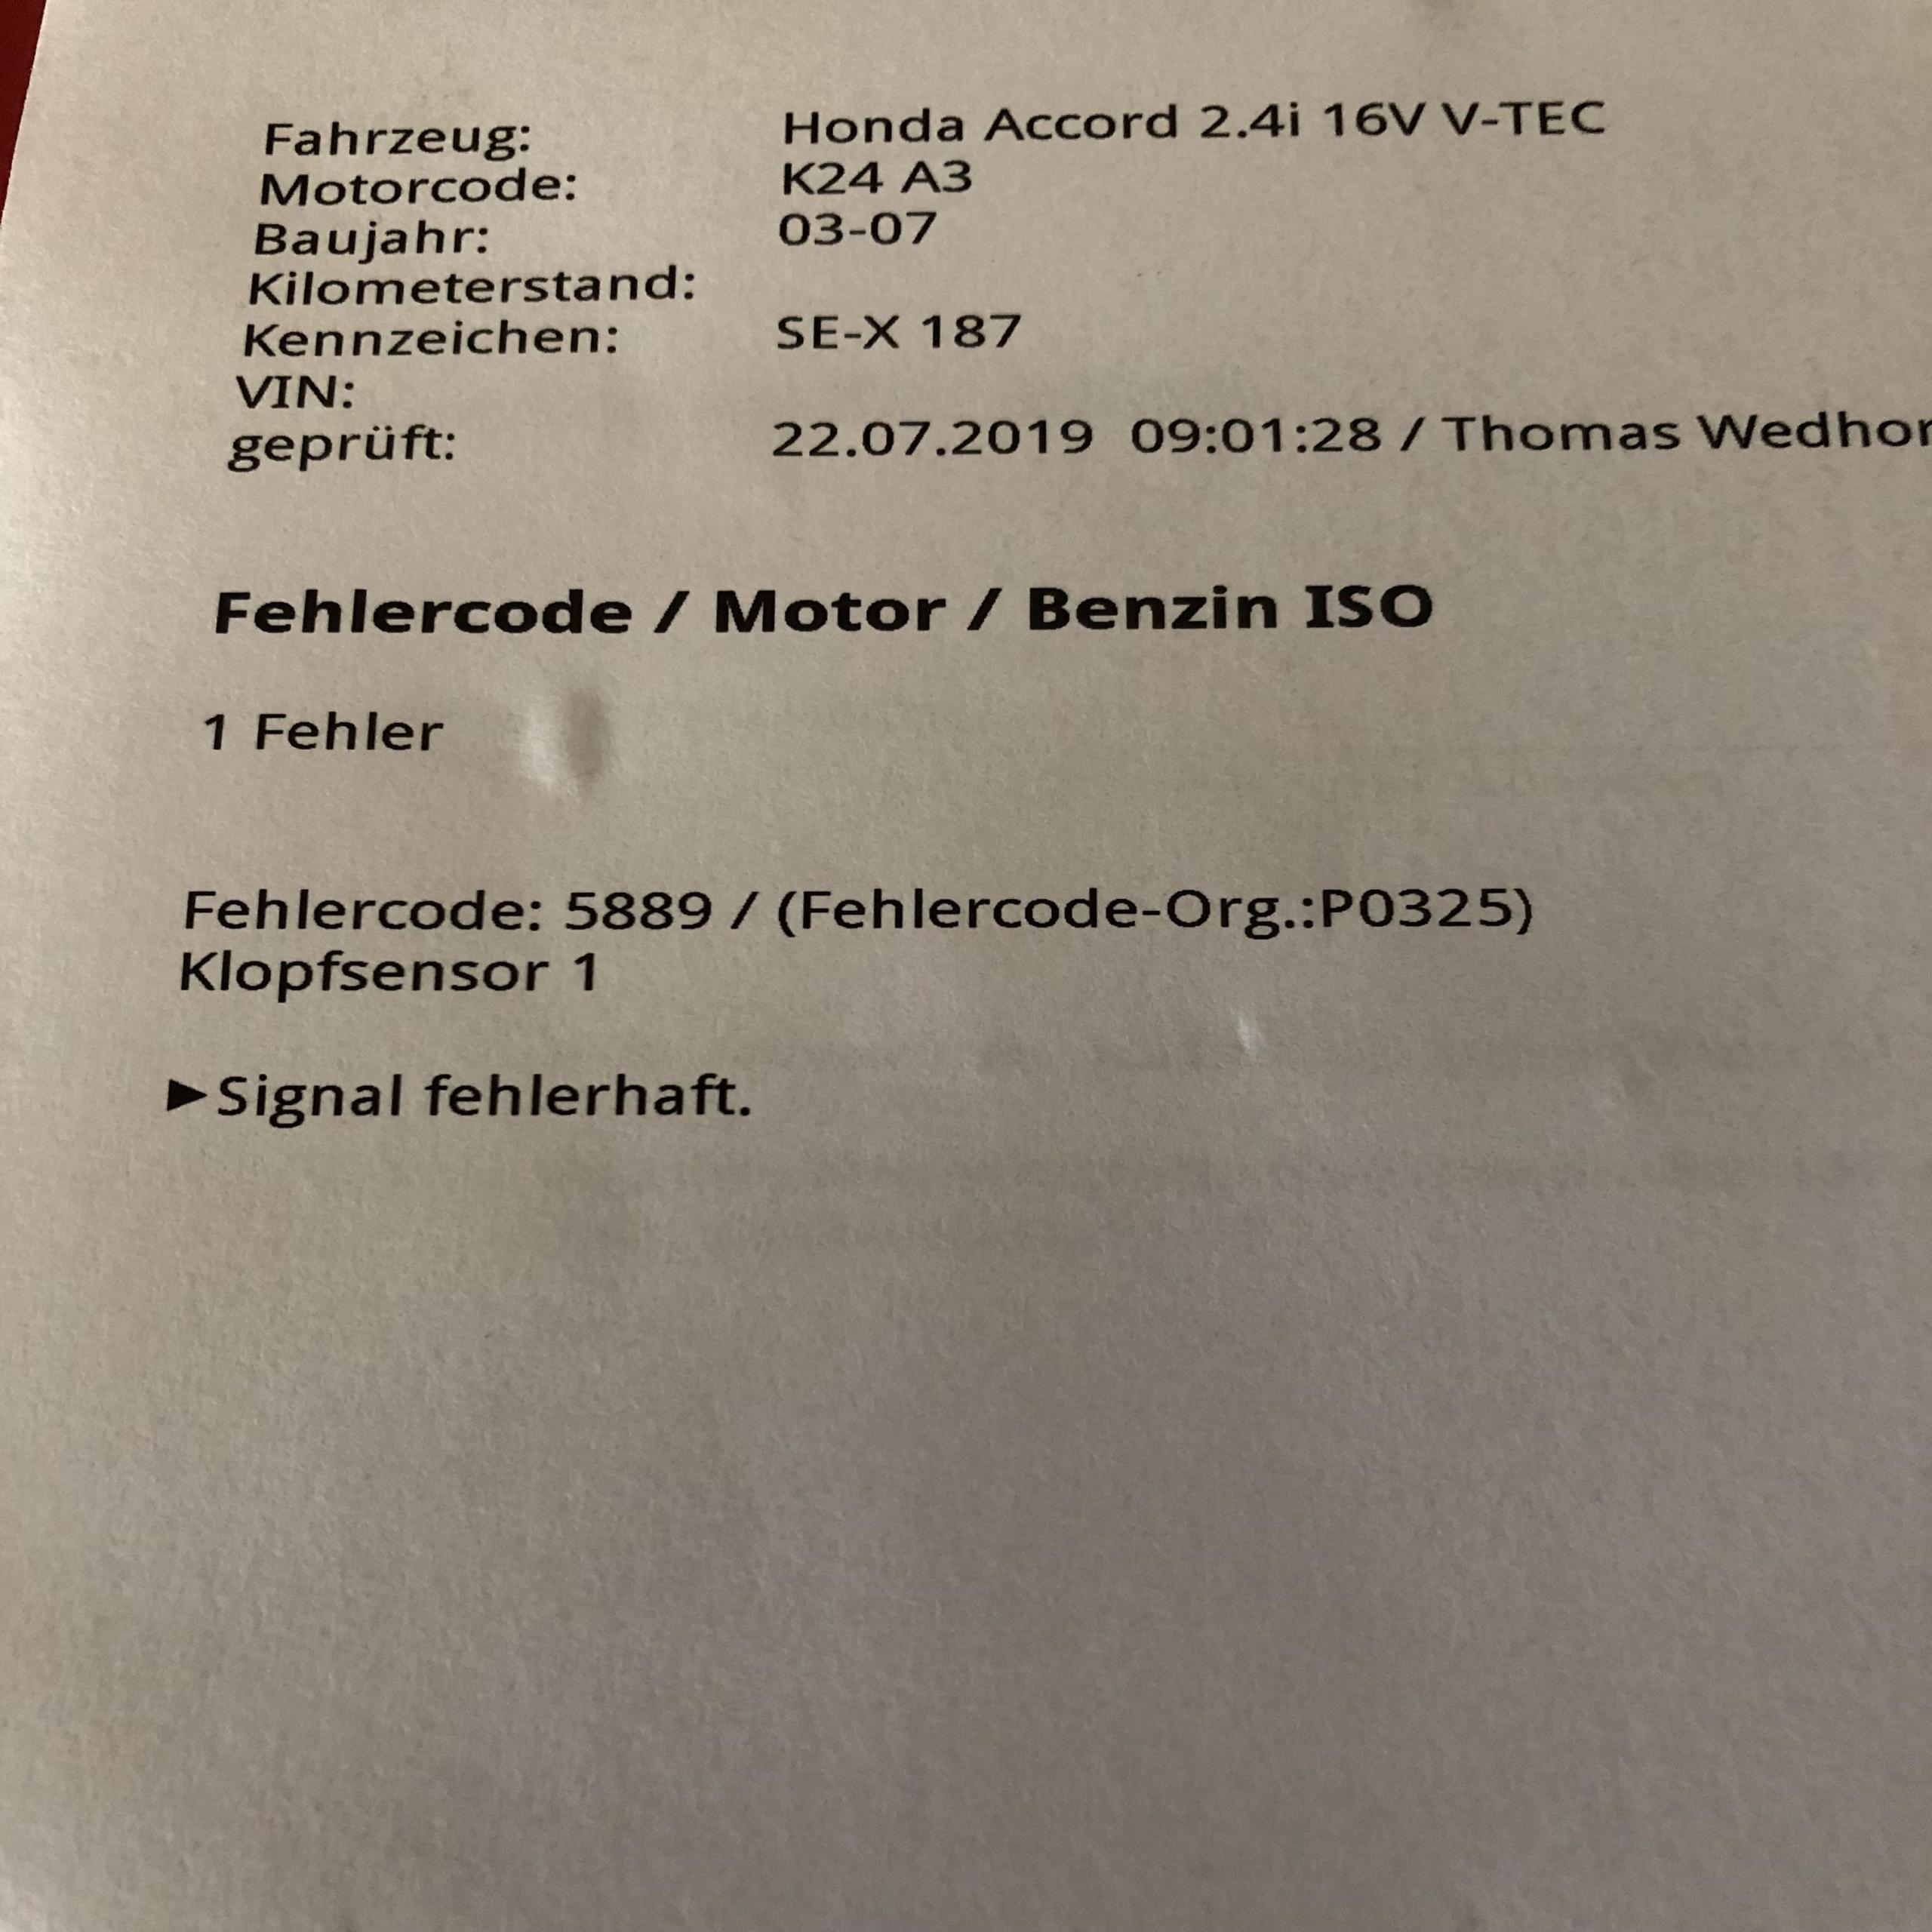 Fahrzeug: Honda Accord 2.4i 16V V-TEC
Motorcode: K24 A3
Baujahr: 03-07
Kilometerstand:
Kennzeichen: SE-X 187
VIN:
geprüft: 22.07.2019 09:01:28 / Thomas
Fehlercode / Motor / Benzin ISO
1 Fehler
Fehlercode: 5889 / (Fehlercode-Org.:P0325)
Klopfsensor 1
►Signal fehlerhaft.